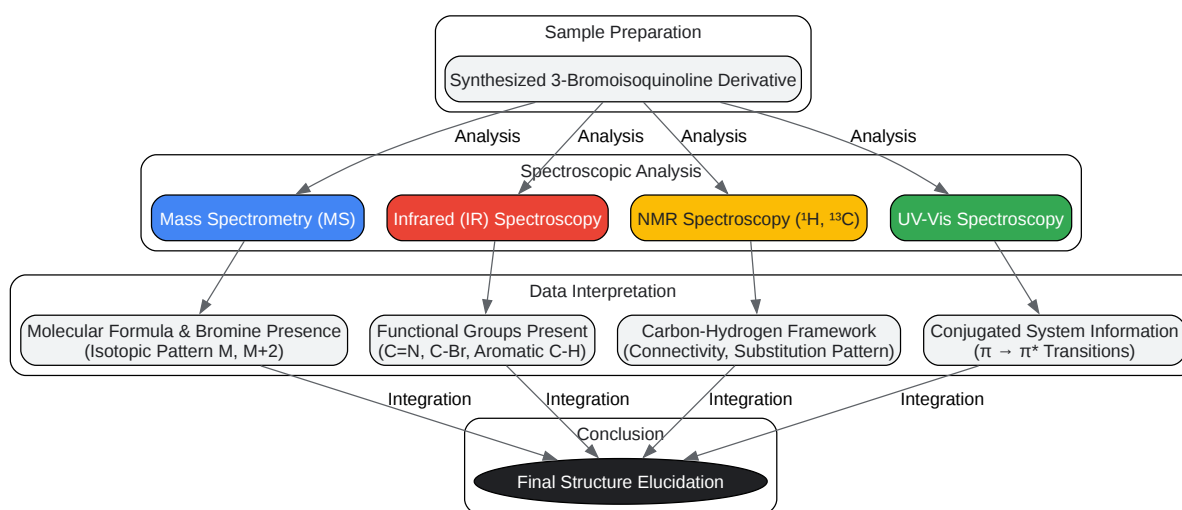 Sample Preparation
Synthesized 3-Bromoisoquinoline Derivative
Analysis
Analysis
Analysis
Analysis
Spectroscopic Analysis
Mass Spectrometry (MS)
Infrared (IR) Spectroscopy
NMR Spectroscopy (¹H, ¹³C)
UV-Vis Spectroscopy
Data Interpretation
Molecular Formula & Bromine Presence
(Isotopic Pattern M, M+2)
Functional Groups Present
(C=N, C-Br, Aromatic C-H)
Carbon-Hydrogen Framework
(Connectivity, Substitution Pattern)
Conjugated System Information
(π → π* Transitions)
Integration
Integration
Integration
Integration
Conclusion
Final Structure Elucidation